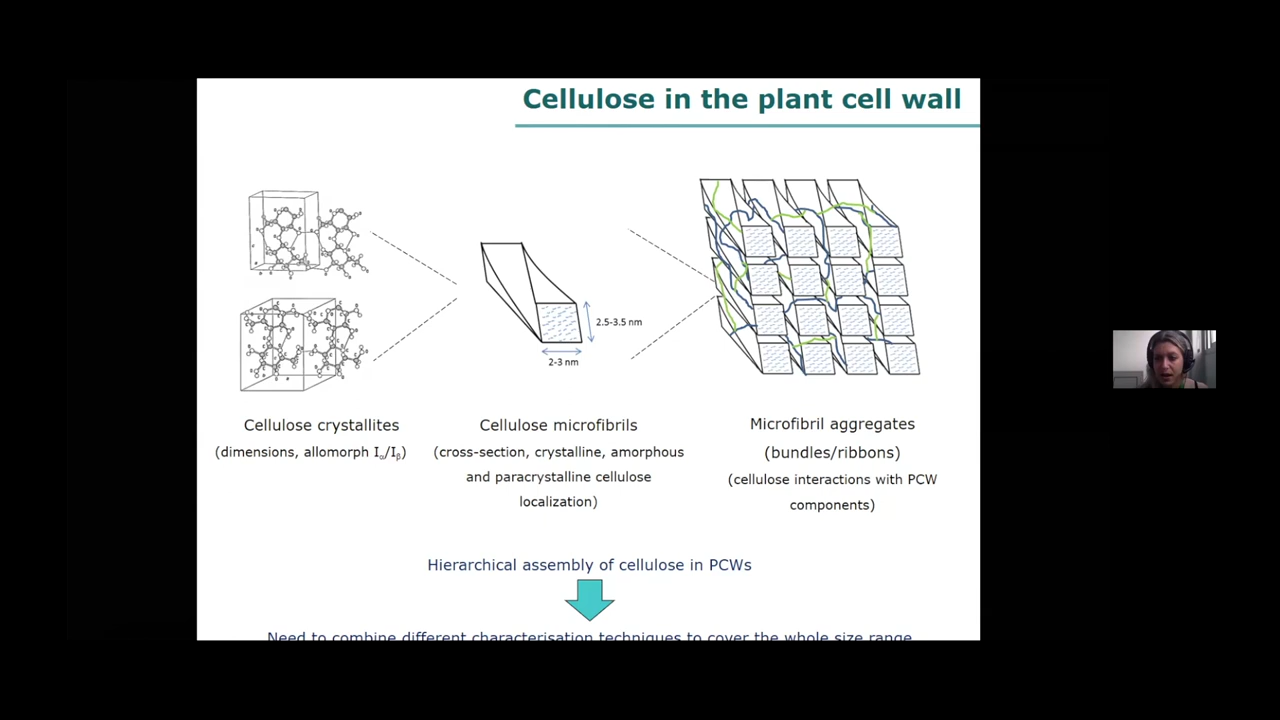 Cellulose in the plant cell wall
2.5-3.5 nm
2-3 nm
Cellulose crystallites
(dimensions, allomorph Iα/Iβ)
Cellulose microfibrils
(cross-section, crystalline, amorphous
and paracrystalline cellulose
localization)
Microfibril aggregates
(bundles/ribbons)
(cellulose interactions with PCW
components)
Hierarchical assembly of cellulose in PCWs
Need to combine different characterisation techniques to cover the whole size range